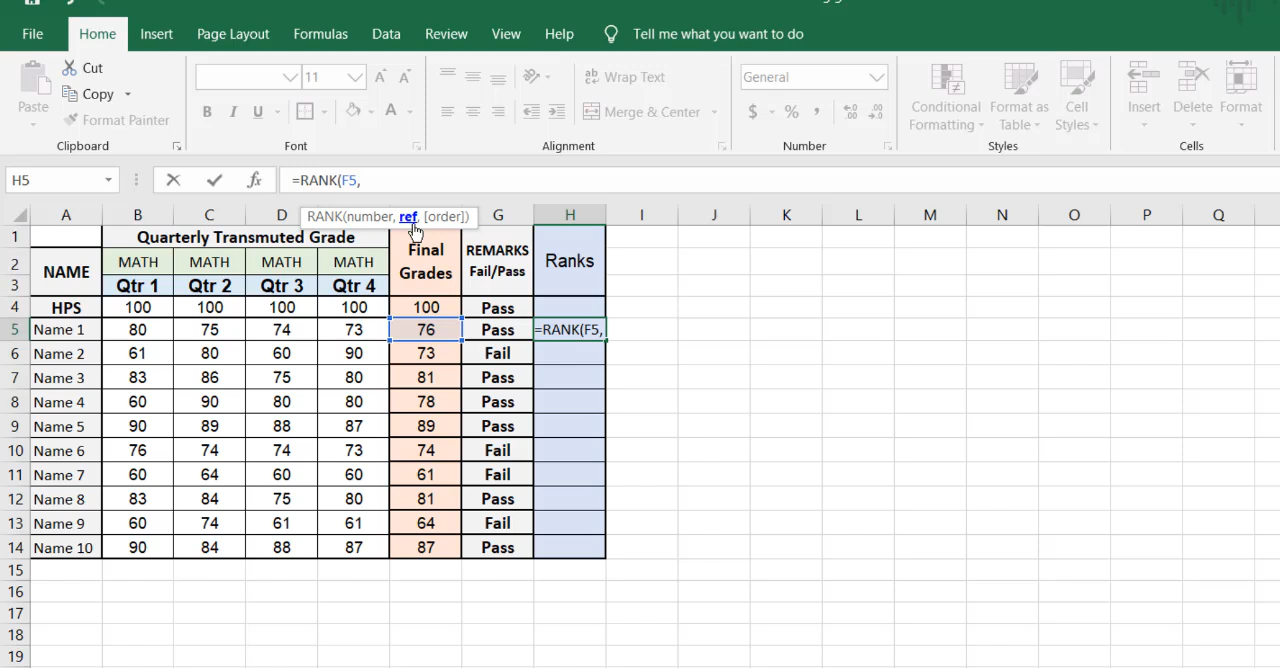 File Home Insert Page Layout Formulas Data Review View Help Tell me what you want to do
Cut
Copy
Paste
Format Painter
Clipboard
11 A A
B I U A
Font
ab Wrap Text
Merge & Center
Alignment
General
$ % , .00 .0
Number
Conditional Formatting
Format as Table
Cell Styles
Styles
Insert Delete Format
Cells
H5 fx =RANK(F5,
RANK(number, ref, [order])
A B C D G H I J K L M N O P Q
1 Quarterly Transmuted Grade Final Grades REMARKS Fail/Pass Ranks
2 NAME MATH MATH MATH MATH
3 Qtr 1 Qtr 2 Qtr 3 Qtr 4
4 HPS 100 100 100 100 100 Pass
5 Name 1 80 75 74 73 76 Pass =RANK(F5,
6 Name 2 61 80 60 90 73 Fail
7 Name 3 83 86 75 80 81 Pass
8 Name 4 60 90 80 80 78 Pass
9 Name 5 90 89 88 87 89 Pass
10 Name 6 76 74 74 73 74 Fail
11 Name 7 60 64 60 60 61 Fail
12 Name 8 83 84 75 80 81 Pass
13 Name 9 60 74 61 61 64 Fail
14 Name 10 90 84 88 87 87 Pass
15
16
17
18
19